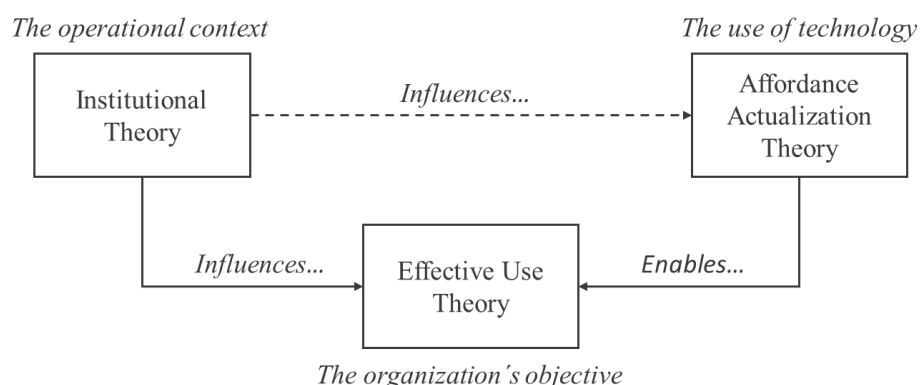 The operational context
The use of technology
Institutional
Theory
Influences...
Affordance
Actualization
Theory
Influences...
Effective Use
Theory
Enables...
The organization´s objective